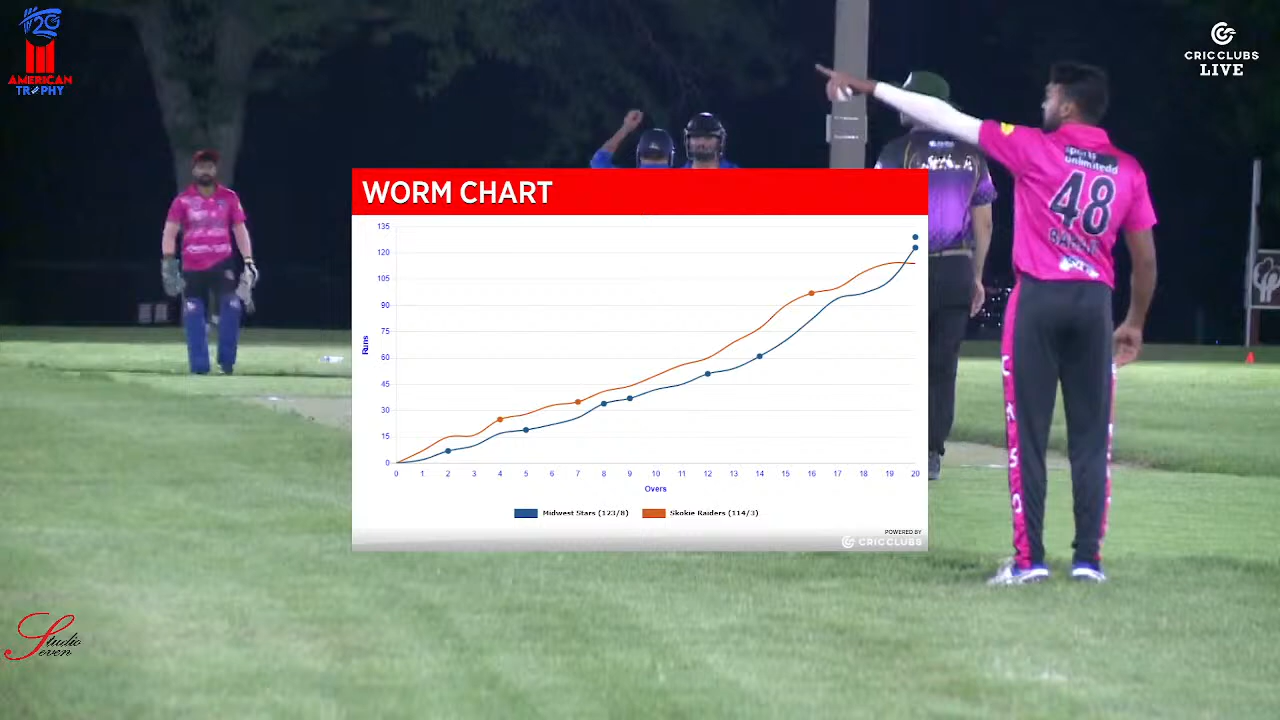 T20
AMERICAN
TROPHY
CRICCLUBS
LIVE
sports
unlimitedd
48
WORM CHART
135
120
105
90
75
60
45
30
15
0
Runs
0 1 2 3 4 5 6 7 8 9 10 11 12 13 14 15 16 17 18 19 20
Overs
Midwest Stars (123/8) Skokie Raiders (114/3)
POWERED BY
CRICCLUBS
Studio
Seven